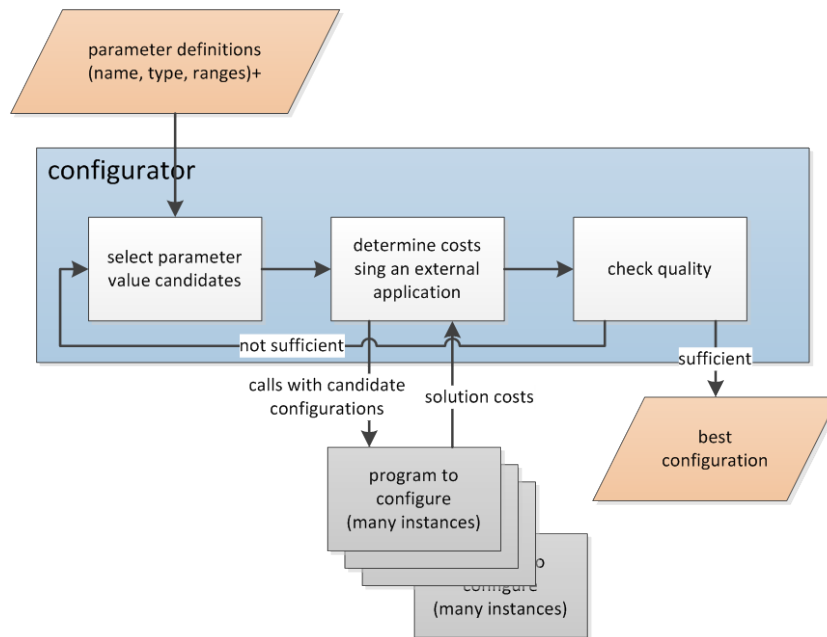 parameter definitions
(name, type, ranges)+
configurator
select parameter
value candidates
determine costs
sing an external
application
check quality
not sufficient
sufficient
calls with candidate
configurations
solution costs
best
configuration
program to
configure
(many instances)
configure
(many instances)